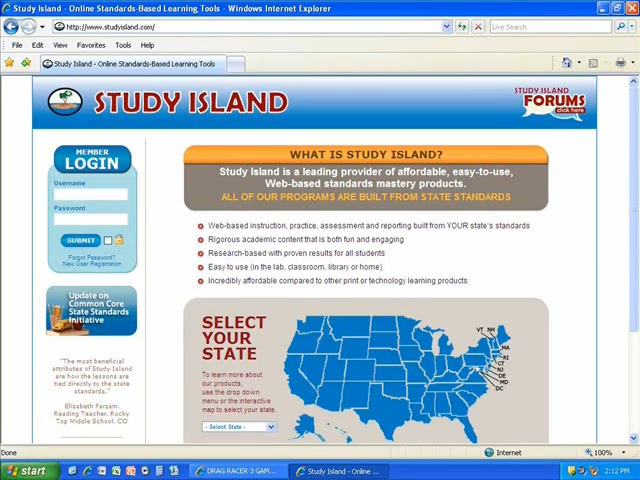 Study Island - Online Standards-Based Learning Tools - Windows Internet Explorer
http://www.studyisland.com/
Live Search
File Edit View Favorites Tools Help
Study Island - Online Standards-Based Learning Tools
STUDY ISLAND
STUDY ISLAND
FORUMS
click here
MEMBER
LOGIN
Username
Password
SUBMIT
Forgot Password?
New User Registration
Update on
Common Core
State Standards
Initiative
"The most beneficial
attributes of Study Island
are how the lessons are
tied directly to the state
standards."
Elizabeth Farzam,
Reading Teacher, Rocky
Top Middle School, CO
WHAT IS STUDY ISLAND?
Study Island is a leading provider of affordable, easy-to-use,
Web-based standards mastery products.
ALL OF OUR PROGRAMS ARE BUILT FROM STATE STANDARDS
Web-based instruction, practice, assessment and reporting built from YOUR state's standards
Rigorous academic content that is both fun and engaging
Research-based with proven results for all students
Easy to use (in the lab, classroom, library or home)
Incredibly affordable compared to other print or technology learning products
SELECT
YOUR
STATE
To learn more about
our products,
use the drop down
menu or the interactive
map to select your state.
- Select State -
VT NH
MA
RI
CT
NJ
DE
MD
DC
Done
Internet
100%
start
DRAG RACER 3 GAM...
Study Island - Online ...
2:12 PM